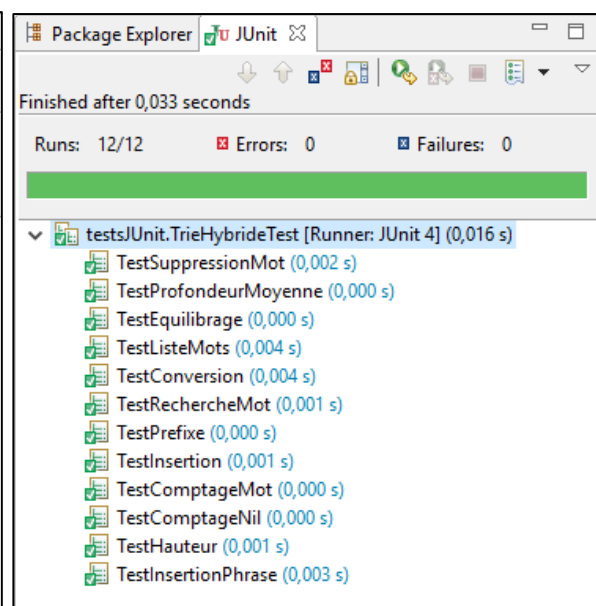 Package Explorer JUnit
Finished after 0,033 seconds
Runs: 12/12 Errors: 0 Failures: 0
testsJUnit.TrieHybrideTest [Runner: JUnit 4] (0,016 s)
TestSuppressionMot (0,002 s)
TestProfondeurMoyenne (0,000 s)
TestEquilibrage (0,000 s)
TestListeMots (0,004 s)
TestConversion (0,004 s)
TestRechercheMot (0,001 s)
TestPrefixe (0,000 s)
TestInsertion (0,001 s)
TestComptageMot (0,000 s)
TestComptageNil (0,000 s)
TestHauteur (0,001 s)
TestInsertionPhrase (0,003 s)